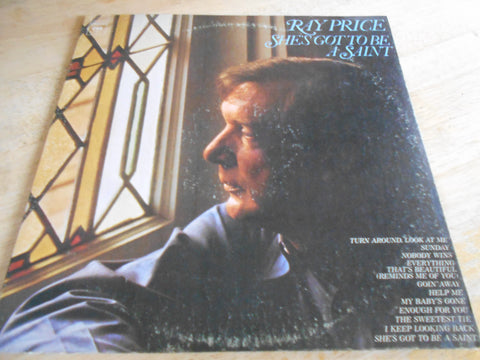 RAY PRICE
SHE'S GOT TO BE
A SAINT
TURN AROUND, LOOK AT ME
SUNDAY
NOBODY WINS
EVERYTHING
THAT'S BEAUTIFUL
(REMINDS ME OF YOU)
GOIN' AWAY
HELP ME
MY BABY'S GONE
ENOUGH FOR YOU
THE SWEETEST TIE
I KEEP LOOKING BACK
SHE'S GOT TO BE A SAINT